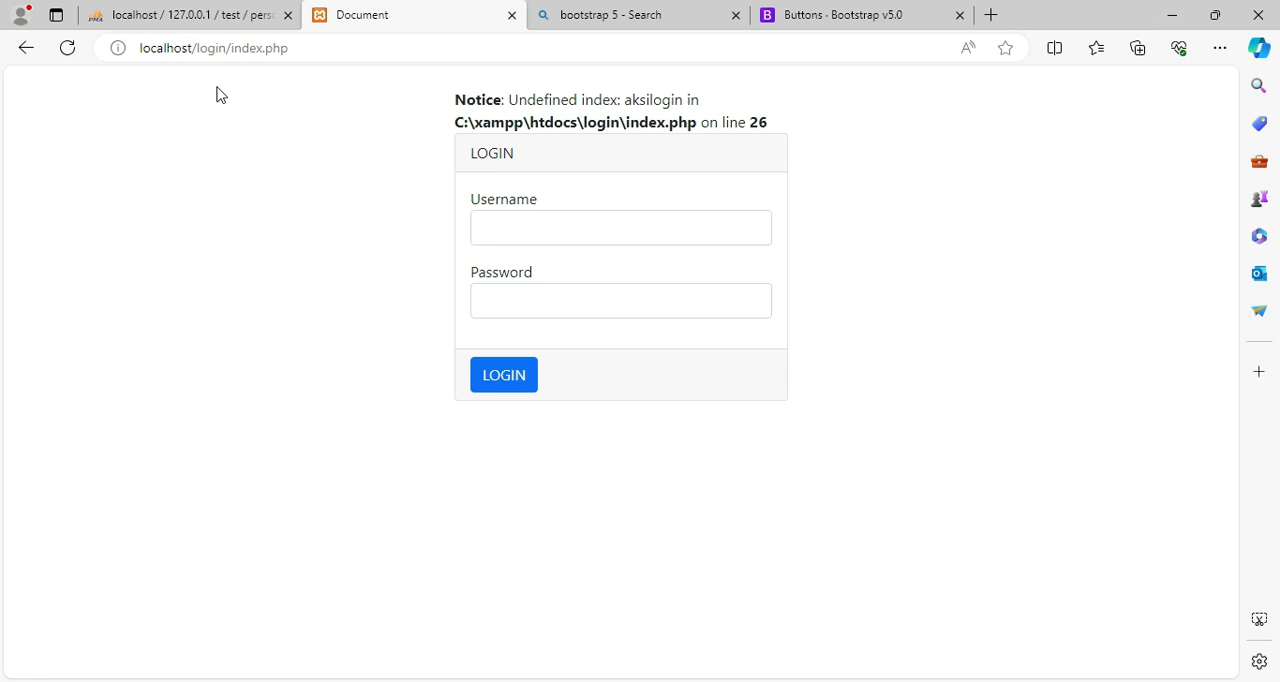 localhost / 127.0.0.1 / test / pers
Document
bootstrap 5 - Search
Buttons · Bootstrap v5.0
localhost/login/index.php
Notice: Undefined index: aksilogin in
C:\xampp\htdocs\login\index.php on line 26
LOGIN
Username
Password
LOGIN